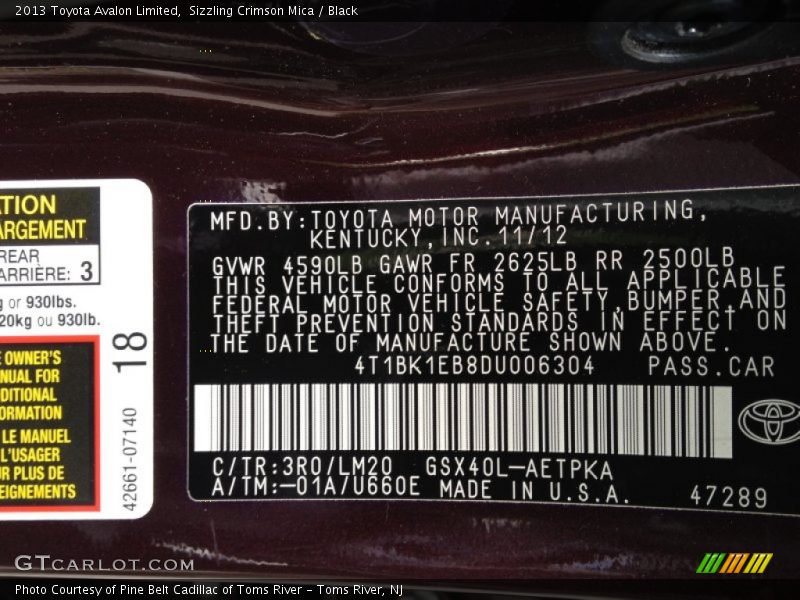 2013 Toyota Avalon Limited, Sizzling Crimson Mica / Black
TION
ARGEMENT
REAR
ARRIÈRE: 3
g or 930lbs.
20kg ou 930lb.
E OWNER'S
NUAL FOR
DITIONAL
ORMATION
LE MANUEL
L'USAGER
UR PLUS DE
EIGNEMENTS
18
42661-07140
MFD.BY:TOYOTA MOTOR MANUFACTURING,
KENTUCKY,INC.11/12
GVWR 4590LB GAWR FR 2625LB RR 2500LB
THIS VEHICLE CONFORMS TO ALL APPLICABLE
FEDERAL MOTOR VEHICLE SAFETY,BUMPER,AND
THEFT PREVENTION STANDARDS IN EFFECT ON
THE DATE OF MANUFACTURE SHOWN ABOVE.
4T1BK1EB8DU006304 PASS.CAR
C/TR:3R0/LM20 GSX40L-AETPKA
A/TM:-01A/U660E MADE IN U.S.A. 47289
GTCARLOT.COM
Photo Courtesy of Pine Belt Cadillac of Toms River – Toms River, NJ